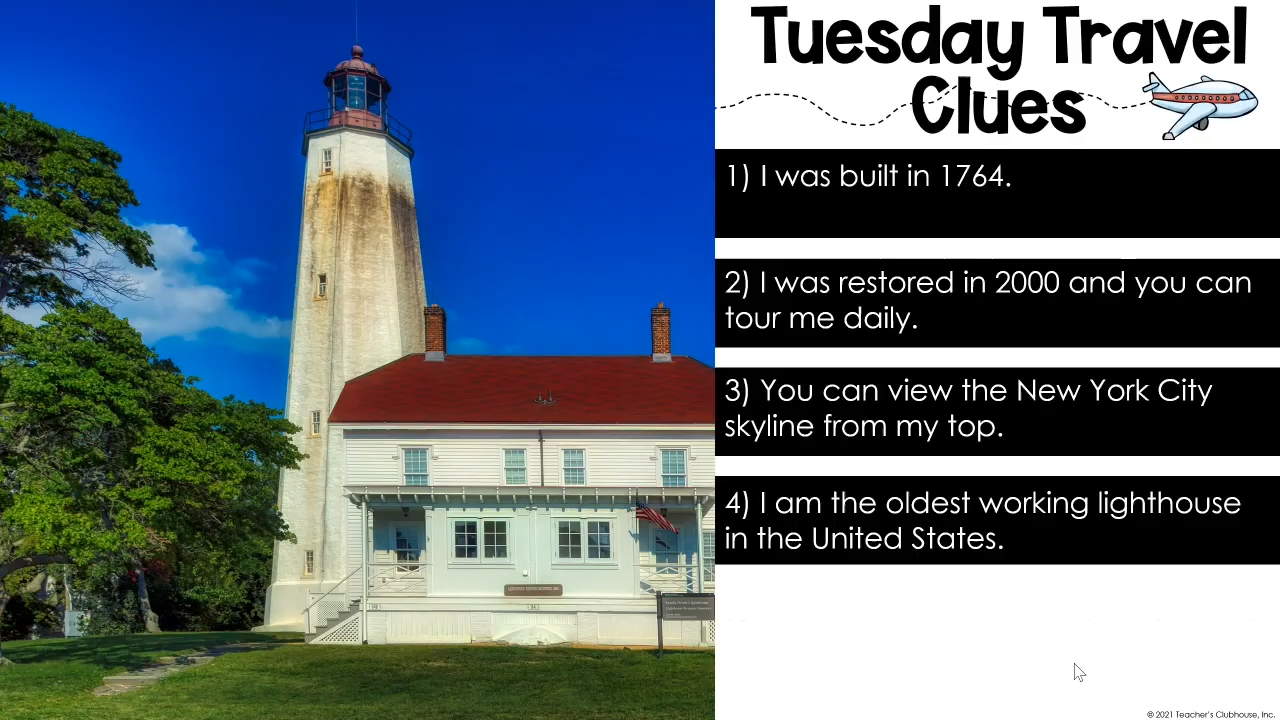 Tuesday Travel
Clues
1) I was built in 1764.
2) I was restored in 2000 and you can
tour me daily.
3) You can view the New York City
skyline from my top.
4) I am the oldest working lighthouse
in the United States.
© 2021 Teacher's Clubhouse, Inc.